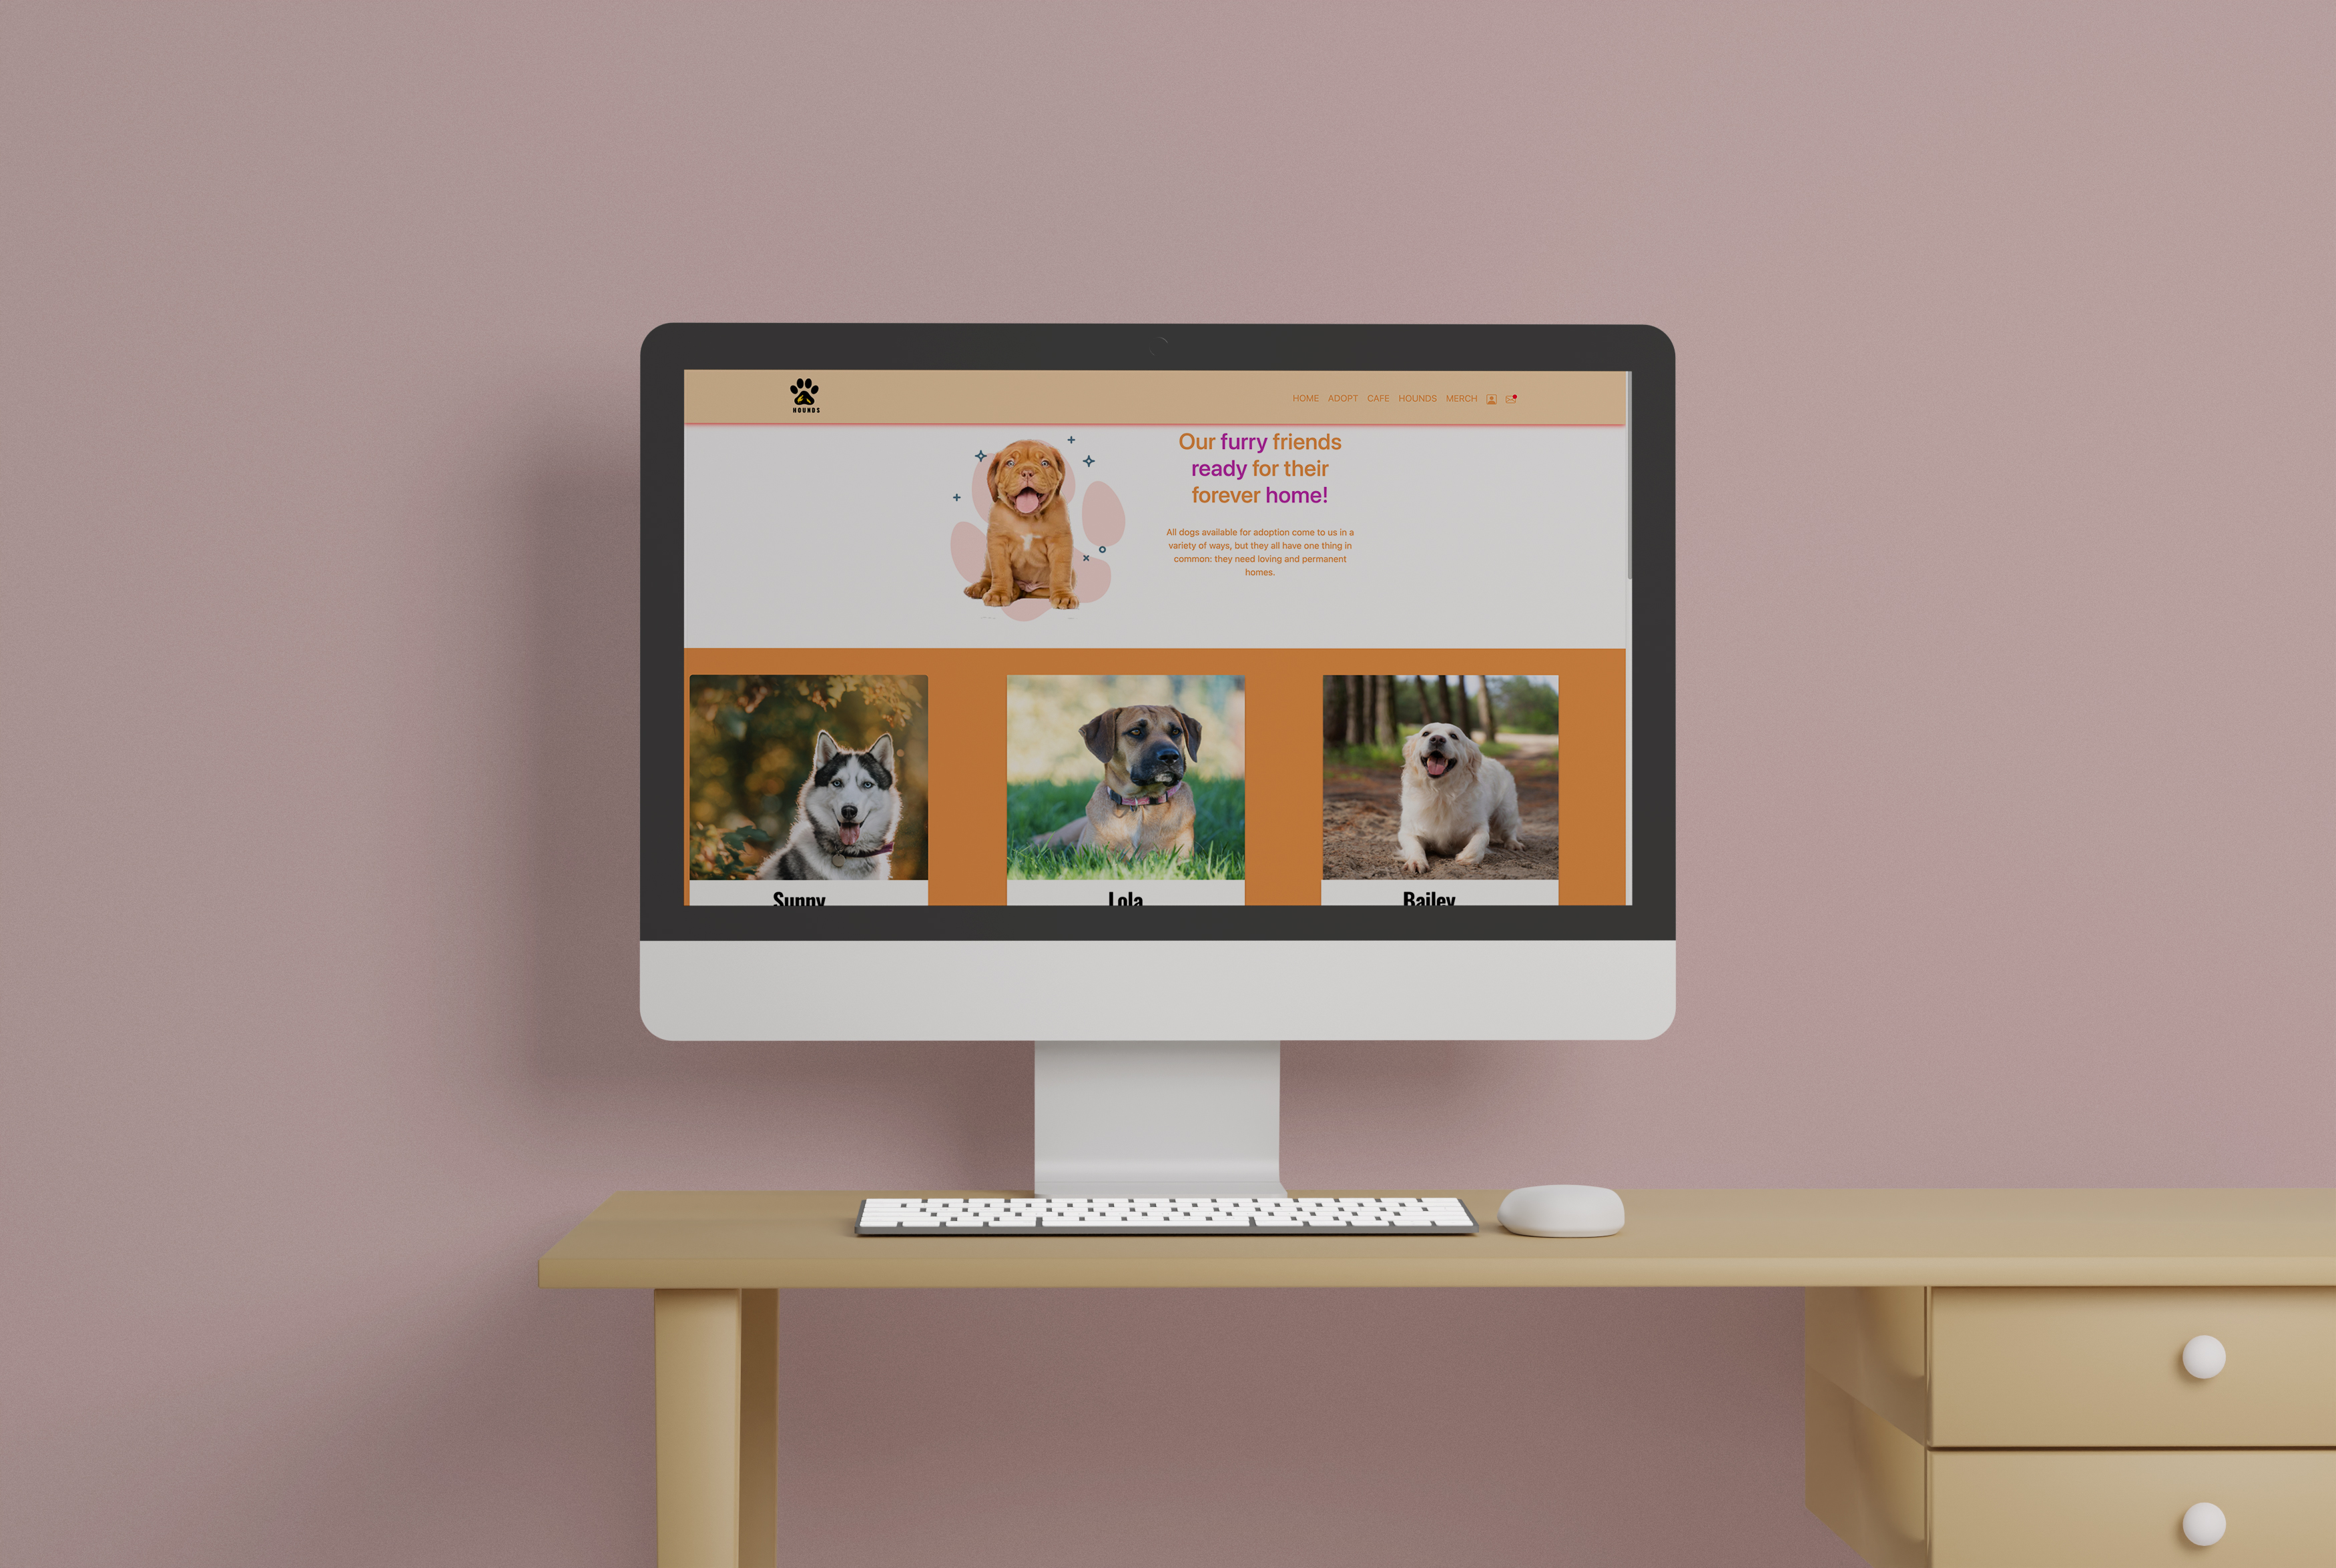 HOUNDS
HOME ADOPT CAFE HOUNDS MERCH
Our furry friends
ready for their
forever home!
All dogs available for adoption come to us in a
variety of ways, but they all have one thing in
common: they need loving and permanent
homes.
Sunny
Lola
Bailey